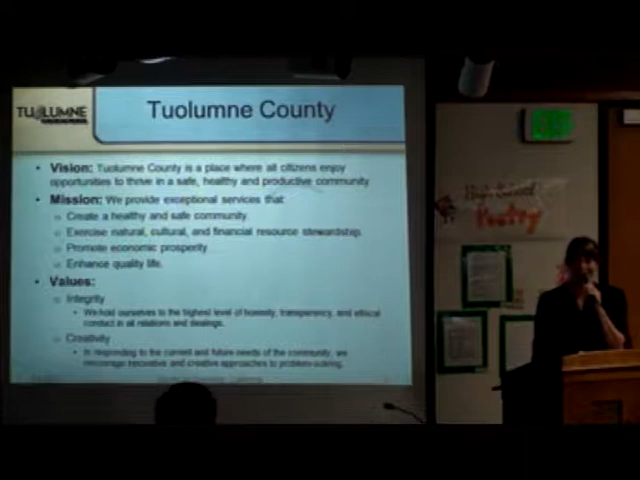 TUOLUMNE
Tuolumne County
• Vision: Tuolumne County is a place where all citizens enjoy
opportunities to thrive in a safe, healthy and productive community
• Mission: We provide exceptional services that:
Create a healthy and safe community.
Exercise natural, cultural, and financial resource stewardship.
Promote economic prosperity
Enhance quality life.
• Values:
Integrity
• We hold ourselves to the highest level of honesty, transparency, and ethical
conduct in all relations and dealings.
Creativity
• In responding to the current and future needs of the community, we
encourage innovative and creative approaches to problem-solving.
High School
Poetry